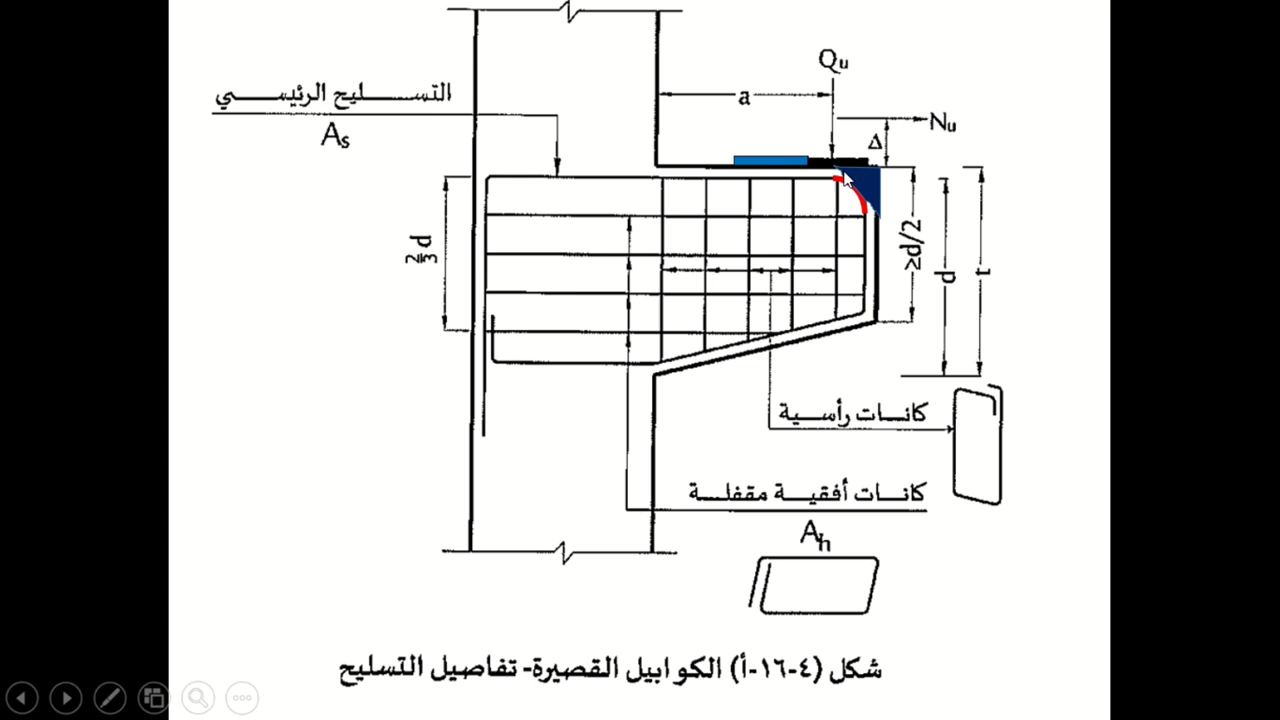 Qu
a
Nu
Δ
التسليح الرئيسي
As
2/3 d
≥d/2
d
t
كانات رأسية
كانات أفقية مقفلة
Ah
شكل (٤-١٦-أ) الكوابيل القصيرة- تفاصيل التسليح